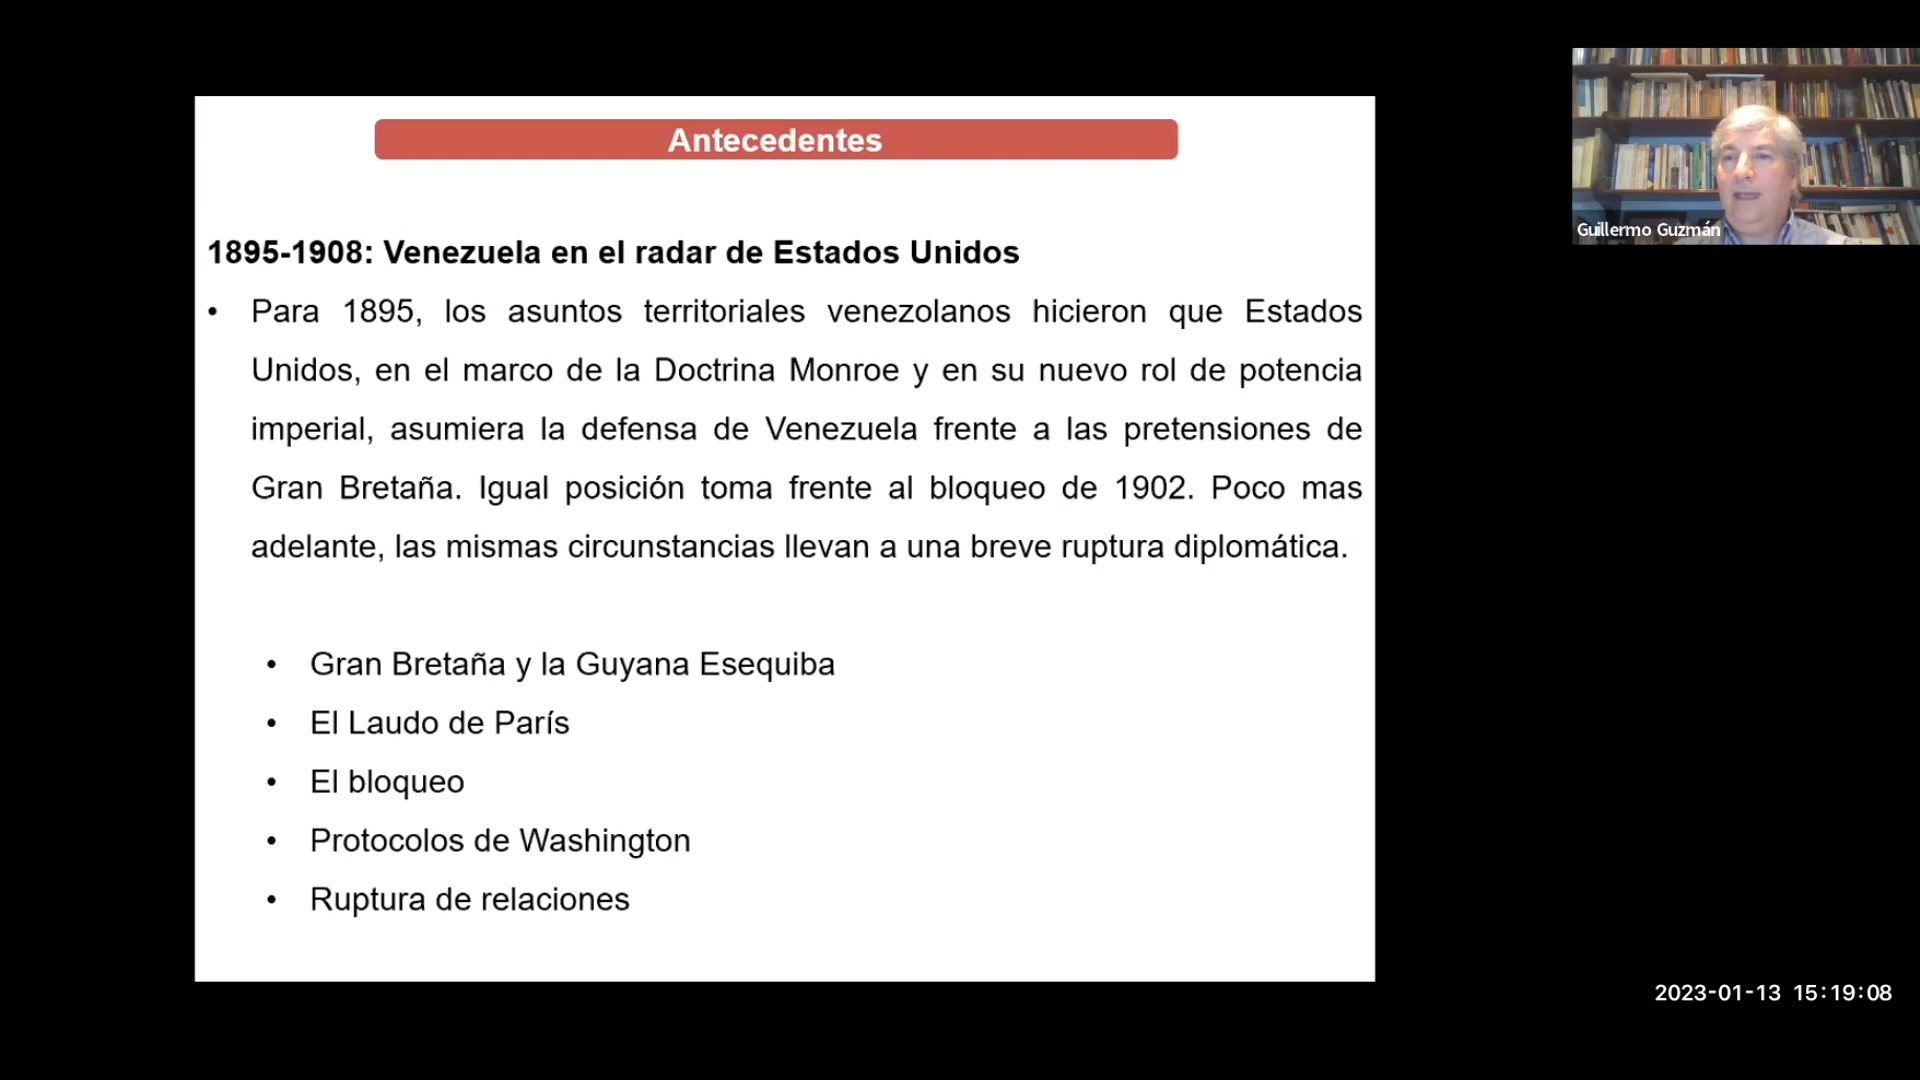 Antecedentes
1895-1908: Venezuela en el radar de Estados Unidos
• Para 1895, los asuntos territoriales venezolanos hicieron que Estados
Unidos, en el marco de la Doctrina Monroe y en su nuevo rol de potencia
imperial, asumiera la defensa de Venezuela frente a las pretensiones de
Gran Bretaña. Igual posición toma frente al bloqueo de 1902. Poco mas
adelante, las mismas circunstancias llevan a una breve ruptura diplomática.
• Gran Bretaña y la Guyana Esequiba
• El Laudo de París
• El bloqueo
• Protocolos de Washington
• Ruptura de relaciones
Guillermo Guzmán
2023-01-13 15:19:08